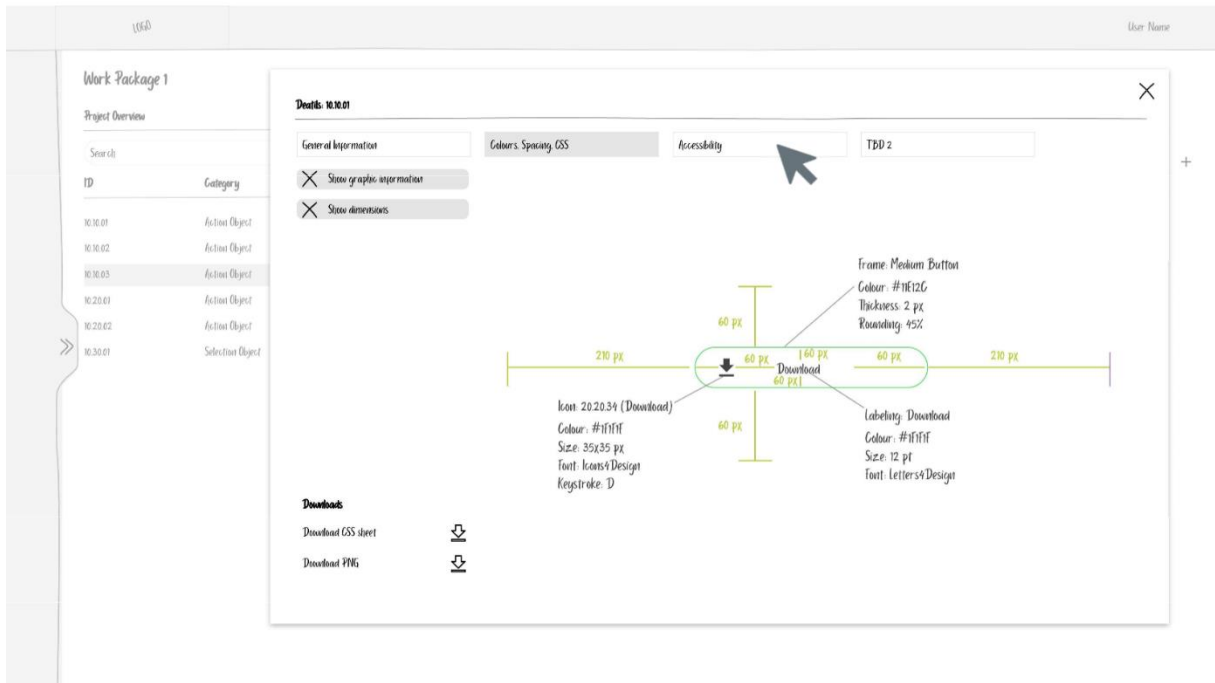 LOGO
User Name
Work Package 1
Project Overview
Search
ID Category
10.10.01 Action Object
10.10.02 Action Object
10.10.03 Action Object
10.20.01 Action Object
10.20.02 Action Object
10.30.01 Selection Object
Deatils: 10.10.01
General Information
Colours, Spacing, CSS
Accessibility
TBD 2
Show graphic information
Show dimensions
Frame: Medium Button
Colour: #11E12C
Thickness: 2 px
Rounding: 45%
60 px
210 px
60 px
60 px
60 px
210 px
Download
60 px
60 px
Icon: 20.20.34 (Download)
Colour: #1F1F1F
Size: 35x35 px
Font: Icons4Design
Keystroke: D
Labeling: Download
Colour: #1F1F1F
Size: 12 pt
Font: Letters4Design
Downloads
Download CSS sheet
Download PNG